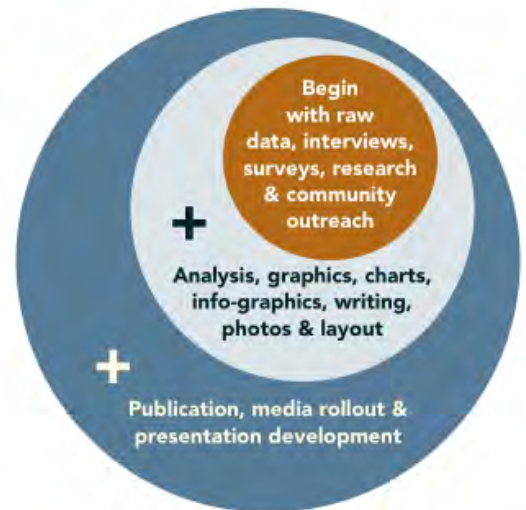 Begin
with raw
data, interviews,
surveys, research
& community
outreach
+
Analysis, graphics, charts,
info-graphics, writing,
photos & layout
+
Publication, media rollout &
presentation development